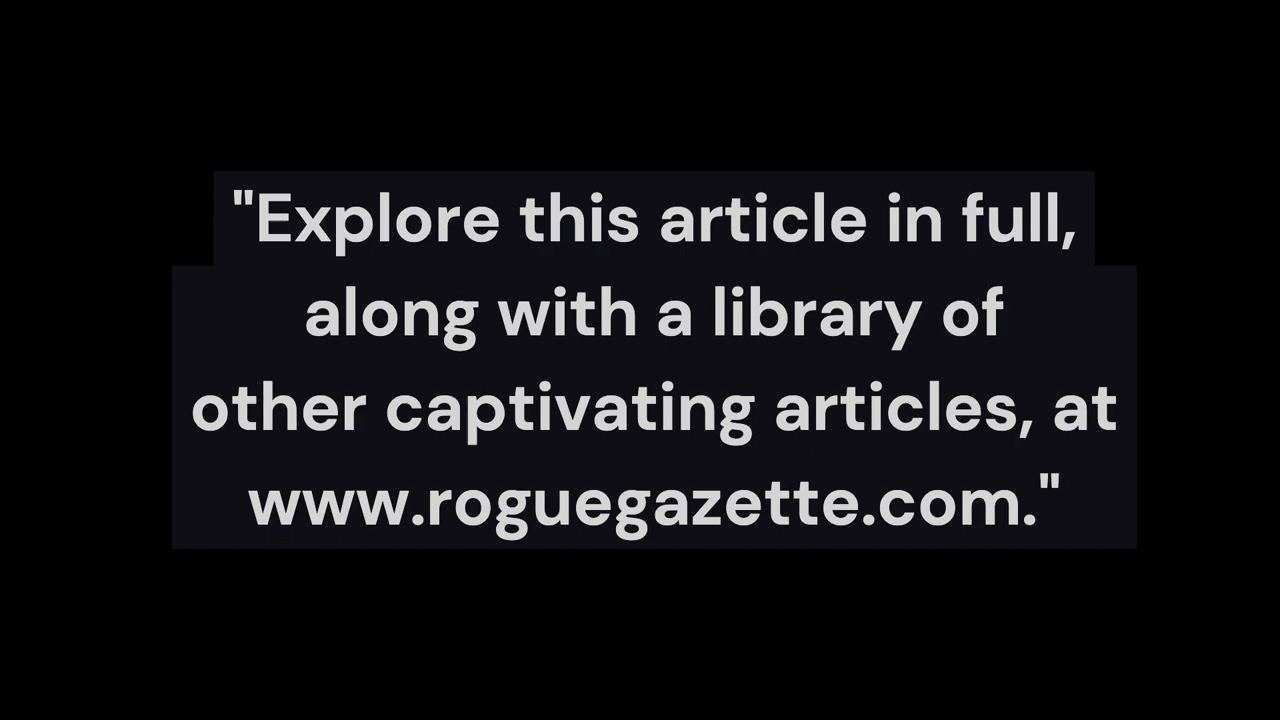 "Explore this article in full,
along with a library of
other captivating articles, at
www.roguegazette.com."